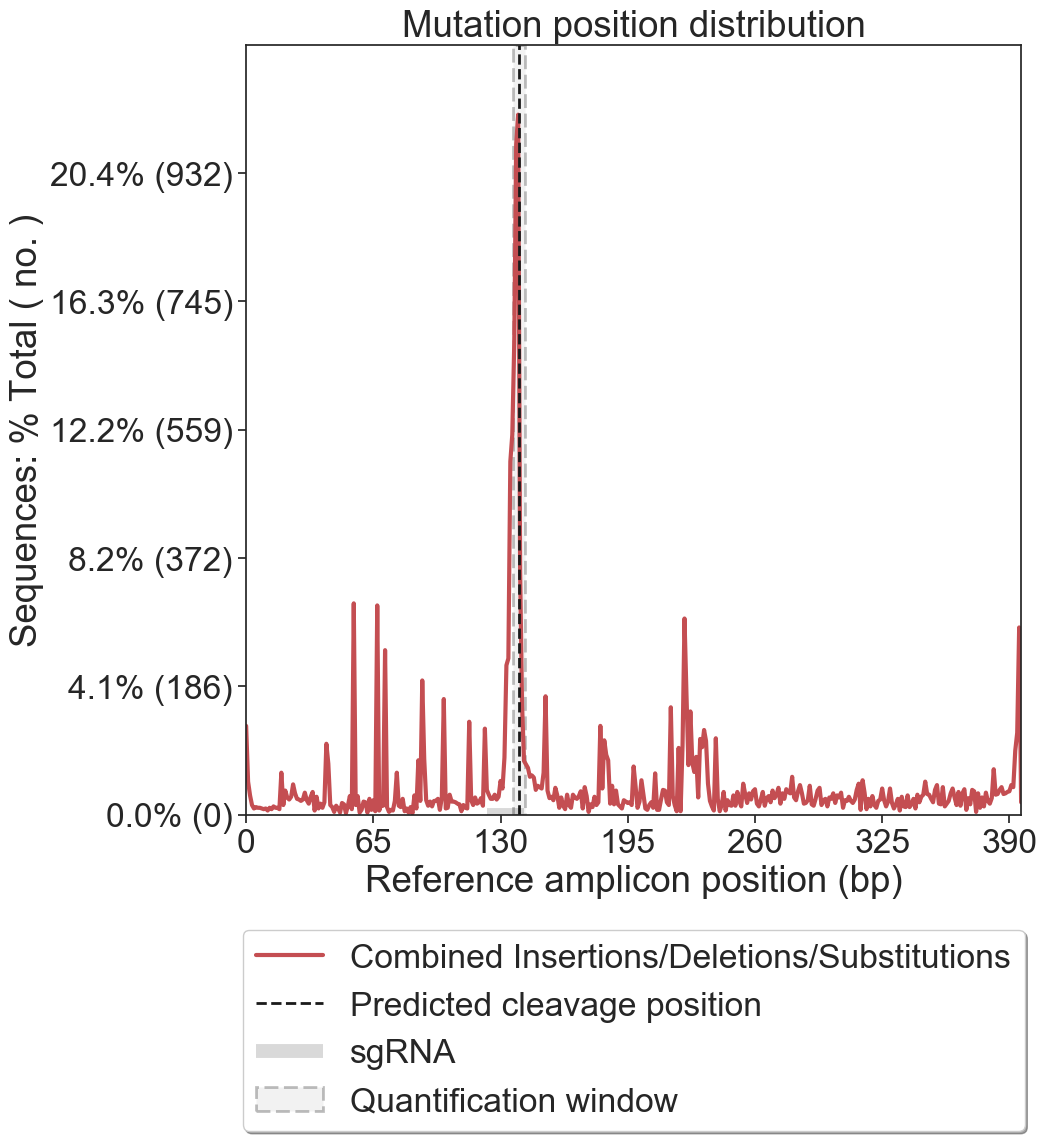 Mutation position distribution
Sequences: % Total ( no. )
20.4% (932)
16.3% (745)
12.2% (559)
8.2% (372)
4.1% (186)
0.0% (0)
0 65 130 195 260 325 390
Reference amplicon position (bp)
Combined Insertions/Deletions/Substitutions
Predicted cleavage position
sgRNA
Quantification window